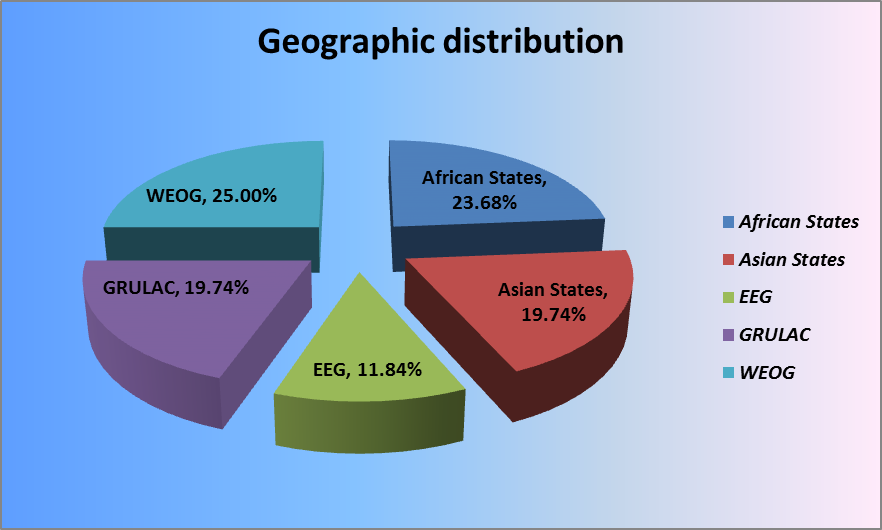 Geographic distribution
WEOG, 25.00%
African States,
23.68%
GRULAC, 19.74%
Asian States,
19.74%
EEG, 11.84%
African States
Asian States
EEG
GRULAC
WEOG